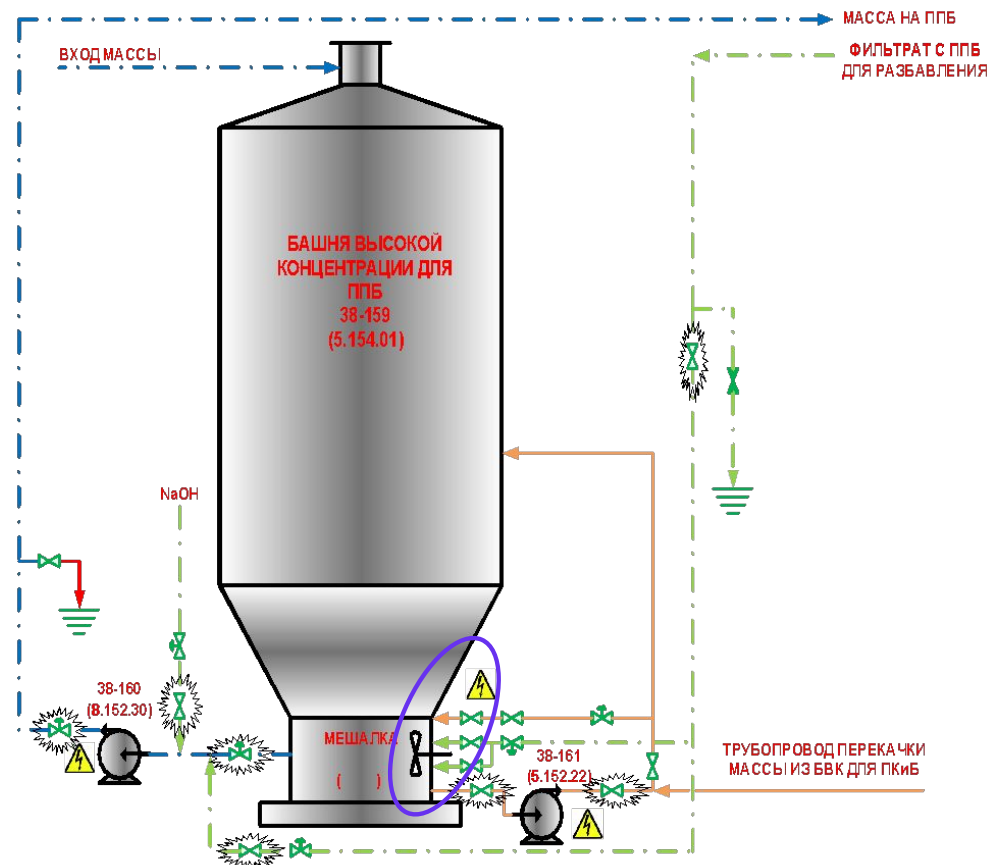 МАССА НА ППБ
ВХОД МАССЫ
ФИЛЬТРАТ С ППБ
ДЛЯ РАЗБАВЛЕНИЯ
БАШНЯ ВЫСОКОЙ
КОНЦЕНТРАЦИИ ДЛЯ
ППБ
38-159
(5.154.01)
NaOH
38-160
(8.152.30)
МЕШАЛКА
( )
38-161
(5.152.22)
ТРУБОПРОВОД ПЕРЕКАЧКИ
МАССЫ ИЗ БВК ДЛЯ ПКиБ